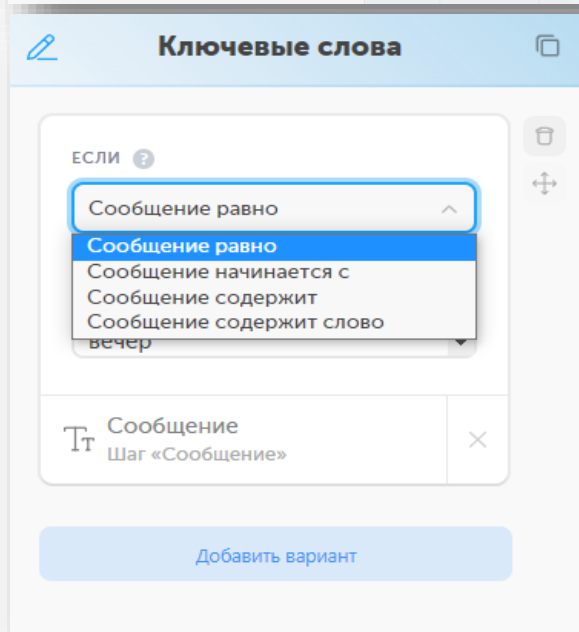 Ключевые слова
ЕСЛИ ?
Сообщение равно
Сообщение равно
Сообщение начинается с
Сообщение содержит
Сообщение содержит слово
вечер
Tт Сообщение
Шаг «Сообщение»
Добавить вариант